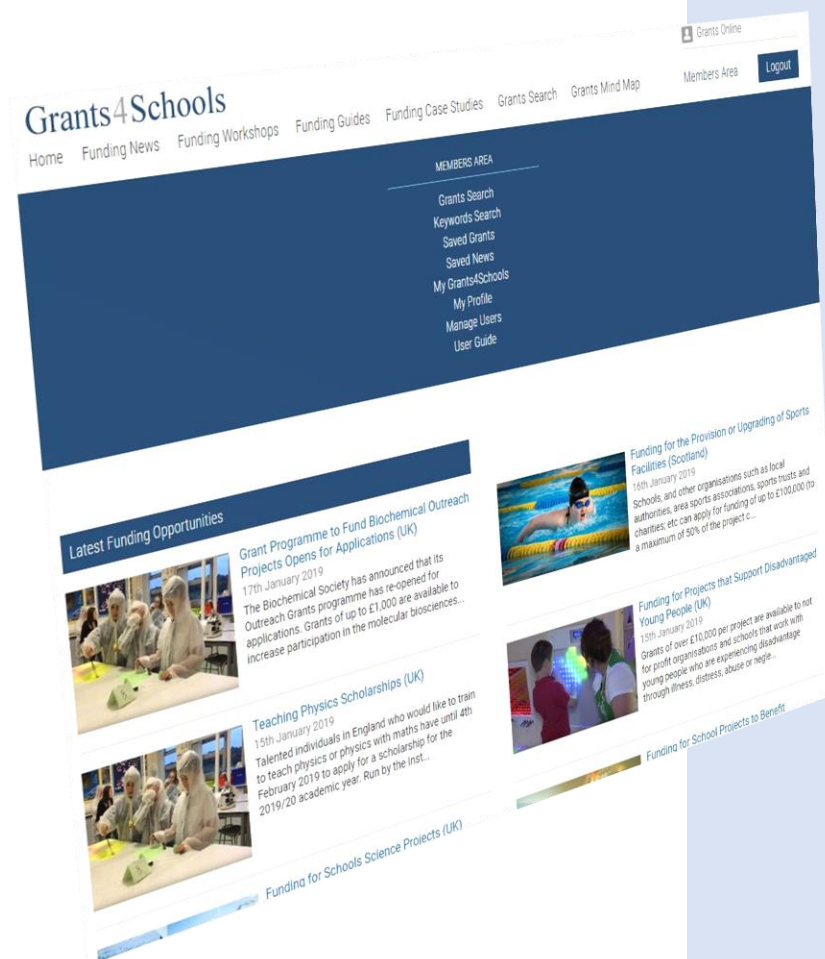 Grants Online
Members Area
Logout
Grants4Schools
Home Funding News Funding Workshops Funding Guides Funding Case Studies Grants Search Grants Mind Map
MEMBERS AREA
Grants Search
Keywords Search
Saved Grants
Saved News
My Grants4Schools
My Profile
Manage Users
User Guide
Latest Funding Opportunities
Grant Programme to Fund Biochemical Outreach
Projects Opens for Applications (UK)
17th January 2019
The Biochemical Society has announced that its
Outreach Grants programme has re-opened for
applications. Grants of up to £1,000 are available to
increase participation in the molecular biosciences...
Teaching Physics Scholarships (UK)
15th January 2019
Talented individuals in England who would like to train
to teach physics or physics with maths have until 4th
February 2019 to apply for a scholarship for the
2019/20 academic year. Run by the Inst...
Funding for Schools Science Projects (UK)
Funding for the Provision or Upgrading of Sports
Facilities (Scotland)
16th January 2019
Schools, and other organisations such as local
authorities, area sports associations, sports trusts and
charities; etc can apply for funding of up to £100,000 (to
a maximum of 50% of the project c...
Funding for Projects that Support Disadvantaged
Young People (UK)
15th January 2019
Grants of over £10,000 per project are available to not
for profit organisations and schools that work with
young people who are experiencing disadvantage
through illness, distress, abuse or negle...
Funding for School Projects to Benefit